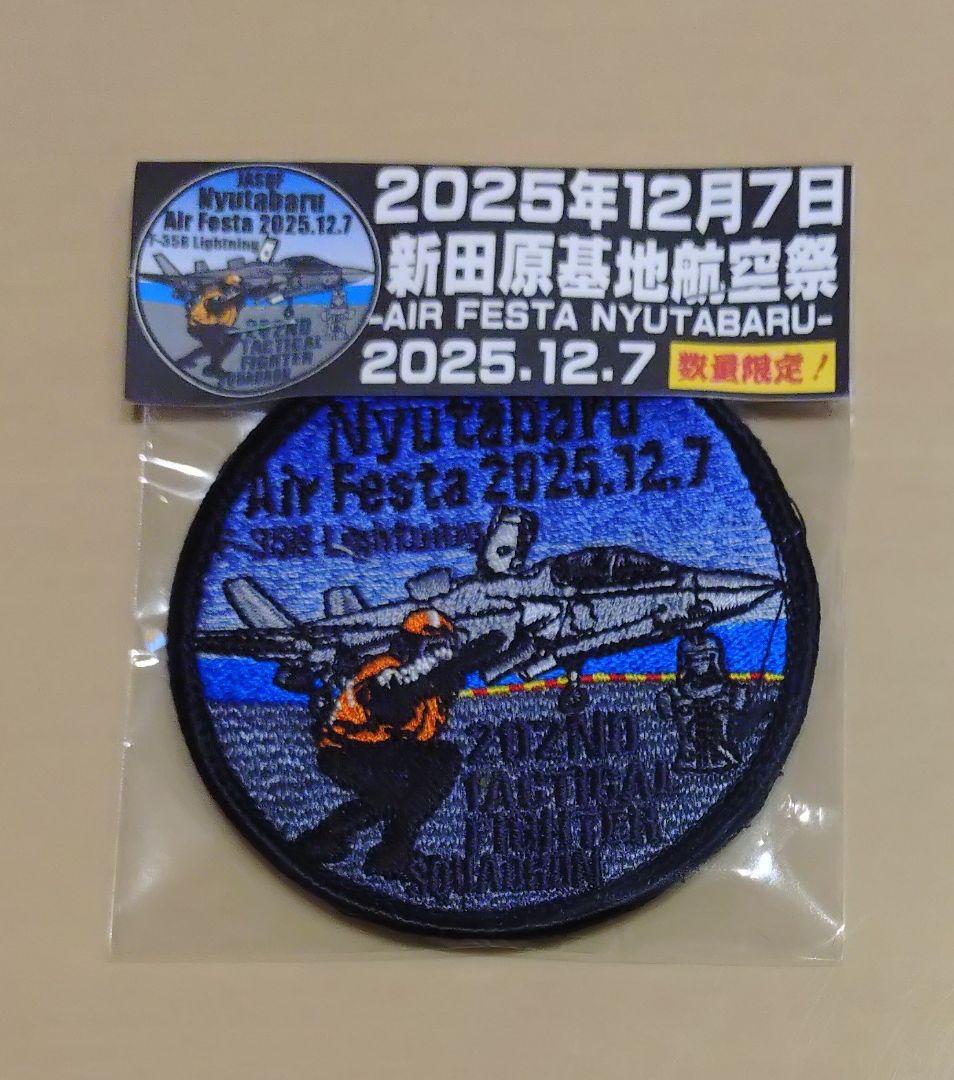 JASDF
Nyutabaru
Air Festa 2025.12.7
F-35B Lightning
202ND
TACTICAL
FIGHTER
SQUADRON
2025年12月7日
新田原基地航空祭
-AIR FESTA NYUTABARU-
2025.12.7
数量限定!
Nyutabaru
Air Festa 2025.12.7
35B Lightning
202ND
TACTICAL
FIGHTER